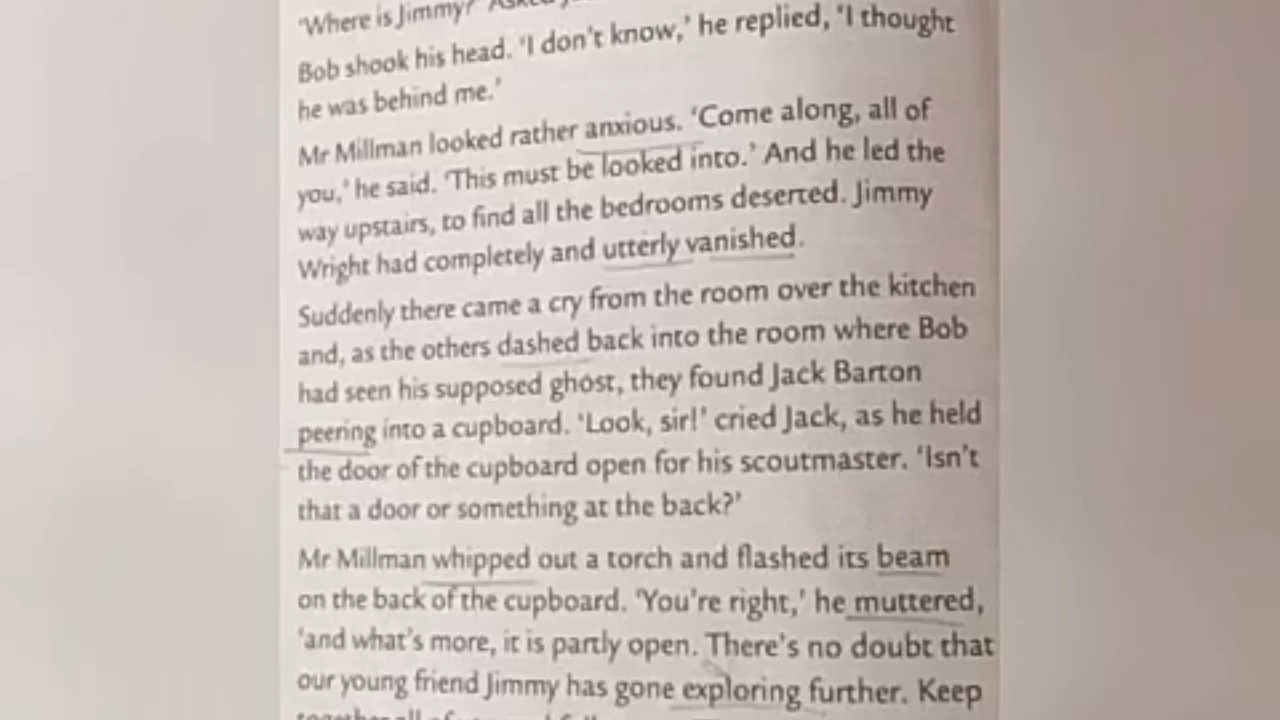 'Where is Jimmy?' Asked
Bob shook his head. 'I don't know,' he replied, 'I thought
he was behind me.'
Mr Millman looked rather anxious. 'Come along, all of
you,' he said. 'This must be looked into.' And he led the
way upstairs, to find all the bedrooms deserted. Jimmy
Wright had completely and utterly vanished.
Suddenly there came a cry from the room over the kitchen
and, as the others dashed back into the room where Bob
had seen his supposed ghost, they found Jack Barton
peering into a cupboard. 'Look, sir!' cried Jack, as he held
the door of the cupboard open for his scoutmaster. 'Isn't
that a door or something at the back?'
Mr Millman whipped out a torch and flashed its beam
on the back of the cupboard. 'You're right,' he muttered,
'and what's more, it is partly open. There's no doubt that
our young friend Jimmy has gone exploring further. Keep
together all of